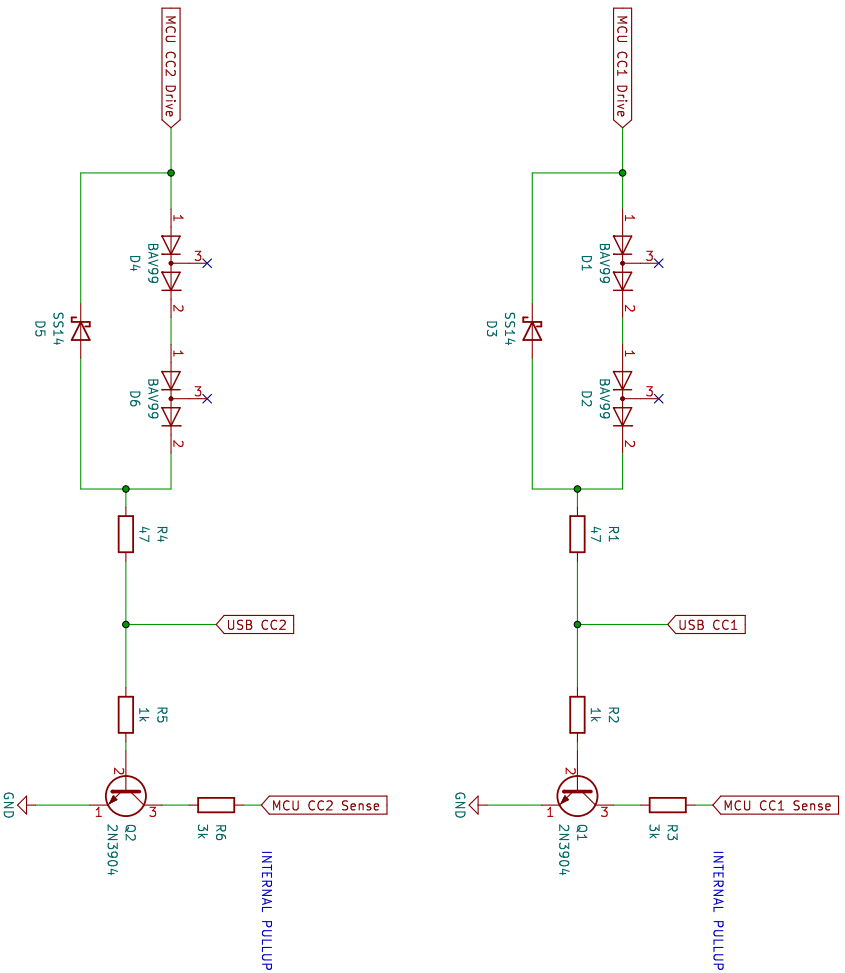 MCU CC2 Drive
MCU CC1 Drive
1
BAV99
D4
3
2
1
BAV99
D1
3
2
SS14
D5
SS14
D3
1
BAV99
D6
3
2
1
BAV99
D2
3
2
R4
47
R1
47
USB CC2
USB CC1
R5
1k
R2
1k
2
1
3
Q2
2N3904
GND
R6
3k
MCU CC2 Sense
2
1
3
Q1
2N3904
GND
R3
3k
MCU CC1 Sense
INTERNAL PULLUP
INTERNAL PULLUP